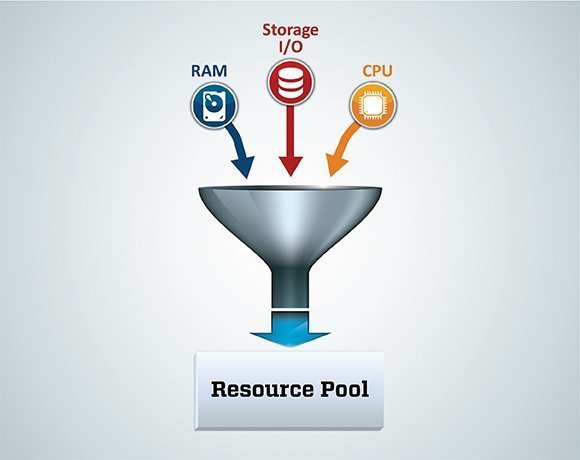 Storage
I/O
RAM
CPU
Resource Pool